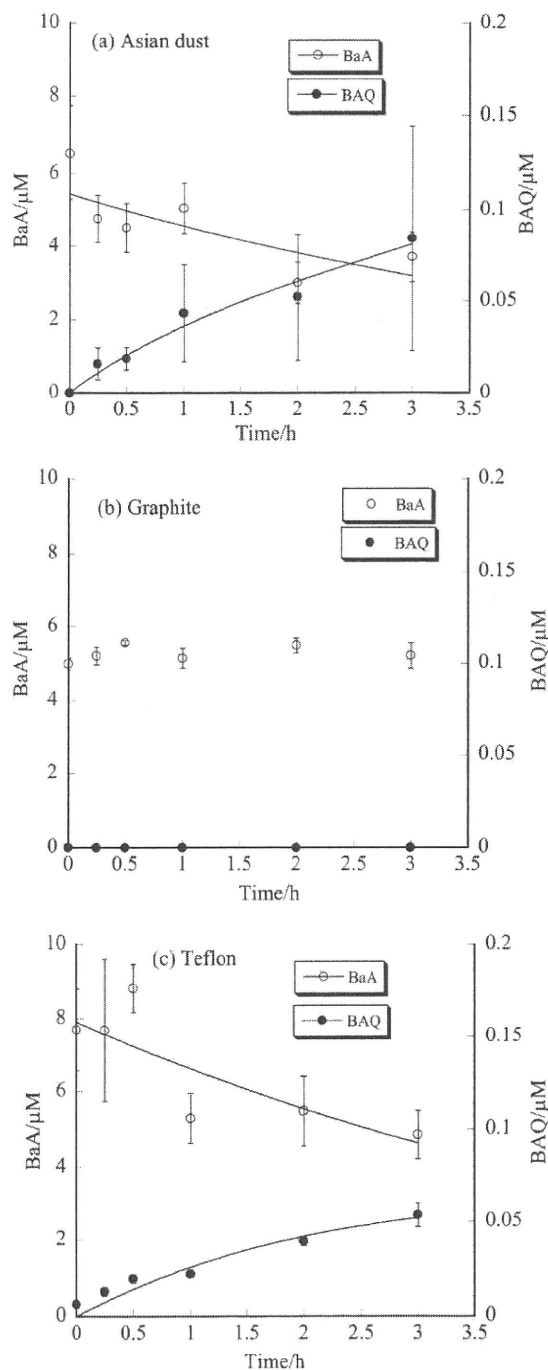 (a) Asian dust
BaA
BAQ
10
8
6
4
2
0
BaA/μM
0.2
0.15
0.1
0.05
0
BAQ/μM
0 0.5 1 1.5 2 2.5 3 3.5
Time/h
(b) Graphite
BaA
BAQ
10
8
6
4
2
0
BaA/μM
0.2
0.15
0.1
0.05
0
BAQ/μM
0 0.5 1 1.5 2 2.5 3 3.5
Time/h
(c) Teflon
BaA
BAQ
10
8
6
4
2
0
BaA/μM
0.2
0.15
0.1
0.05
0
BAQ/μM
0 0.5 1 1.5 2 2.5 3 3.5
Time/h